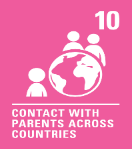 10
CONTACT WITH
PARENTS ACROSS
COUNTRIES